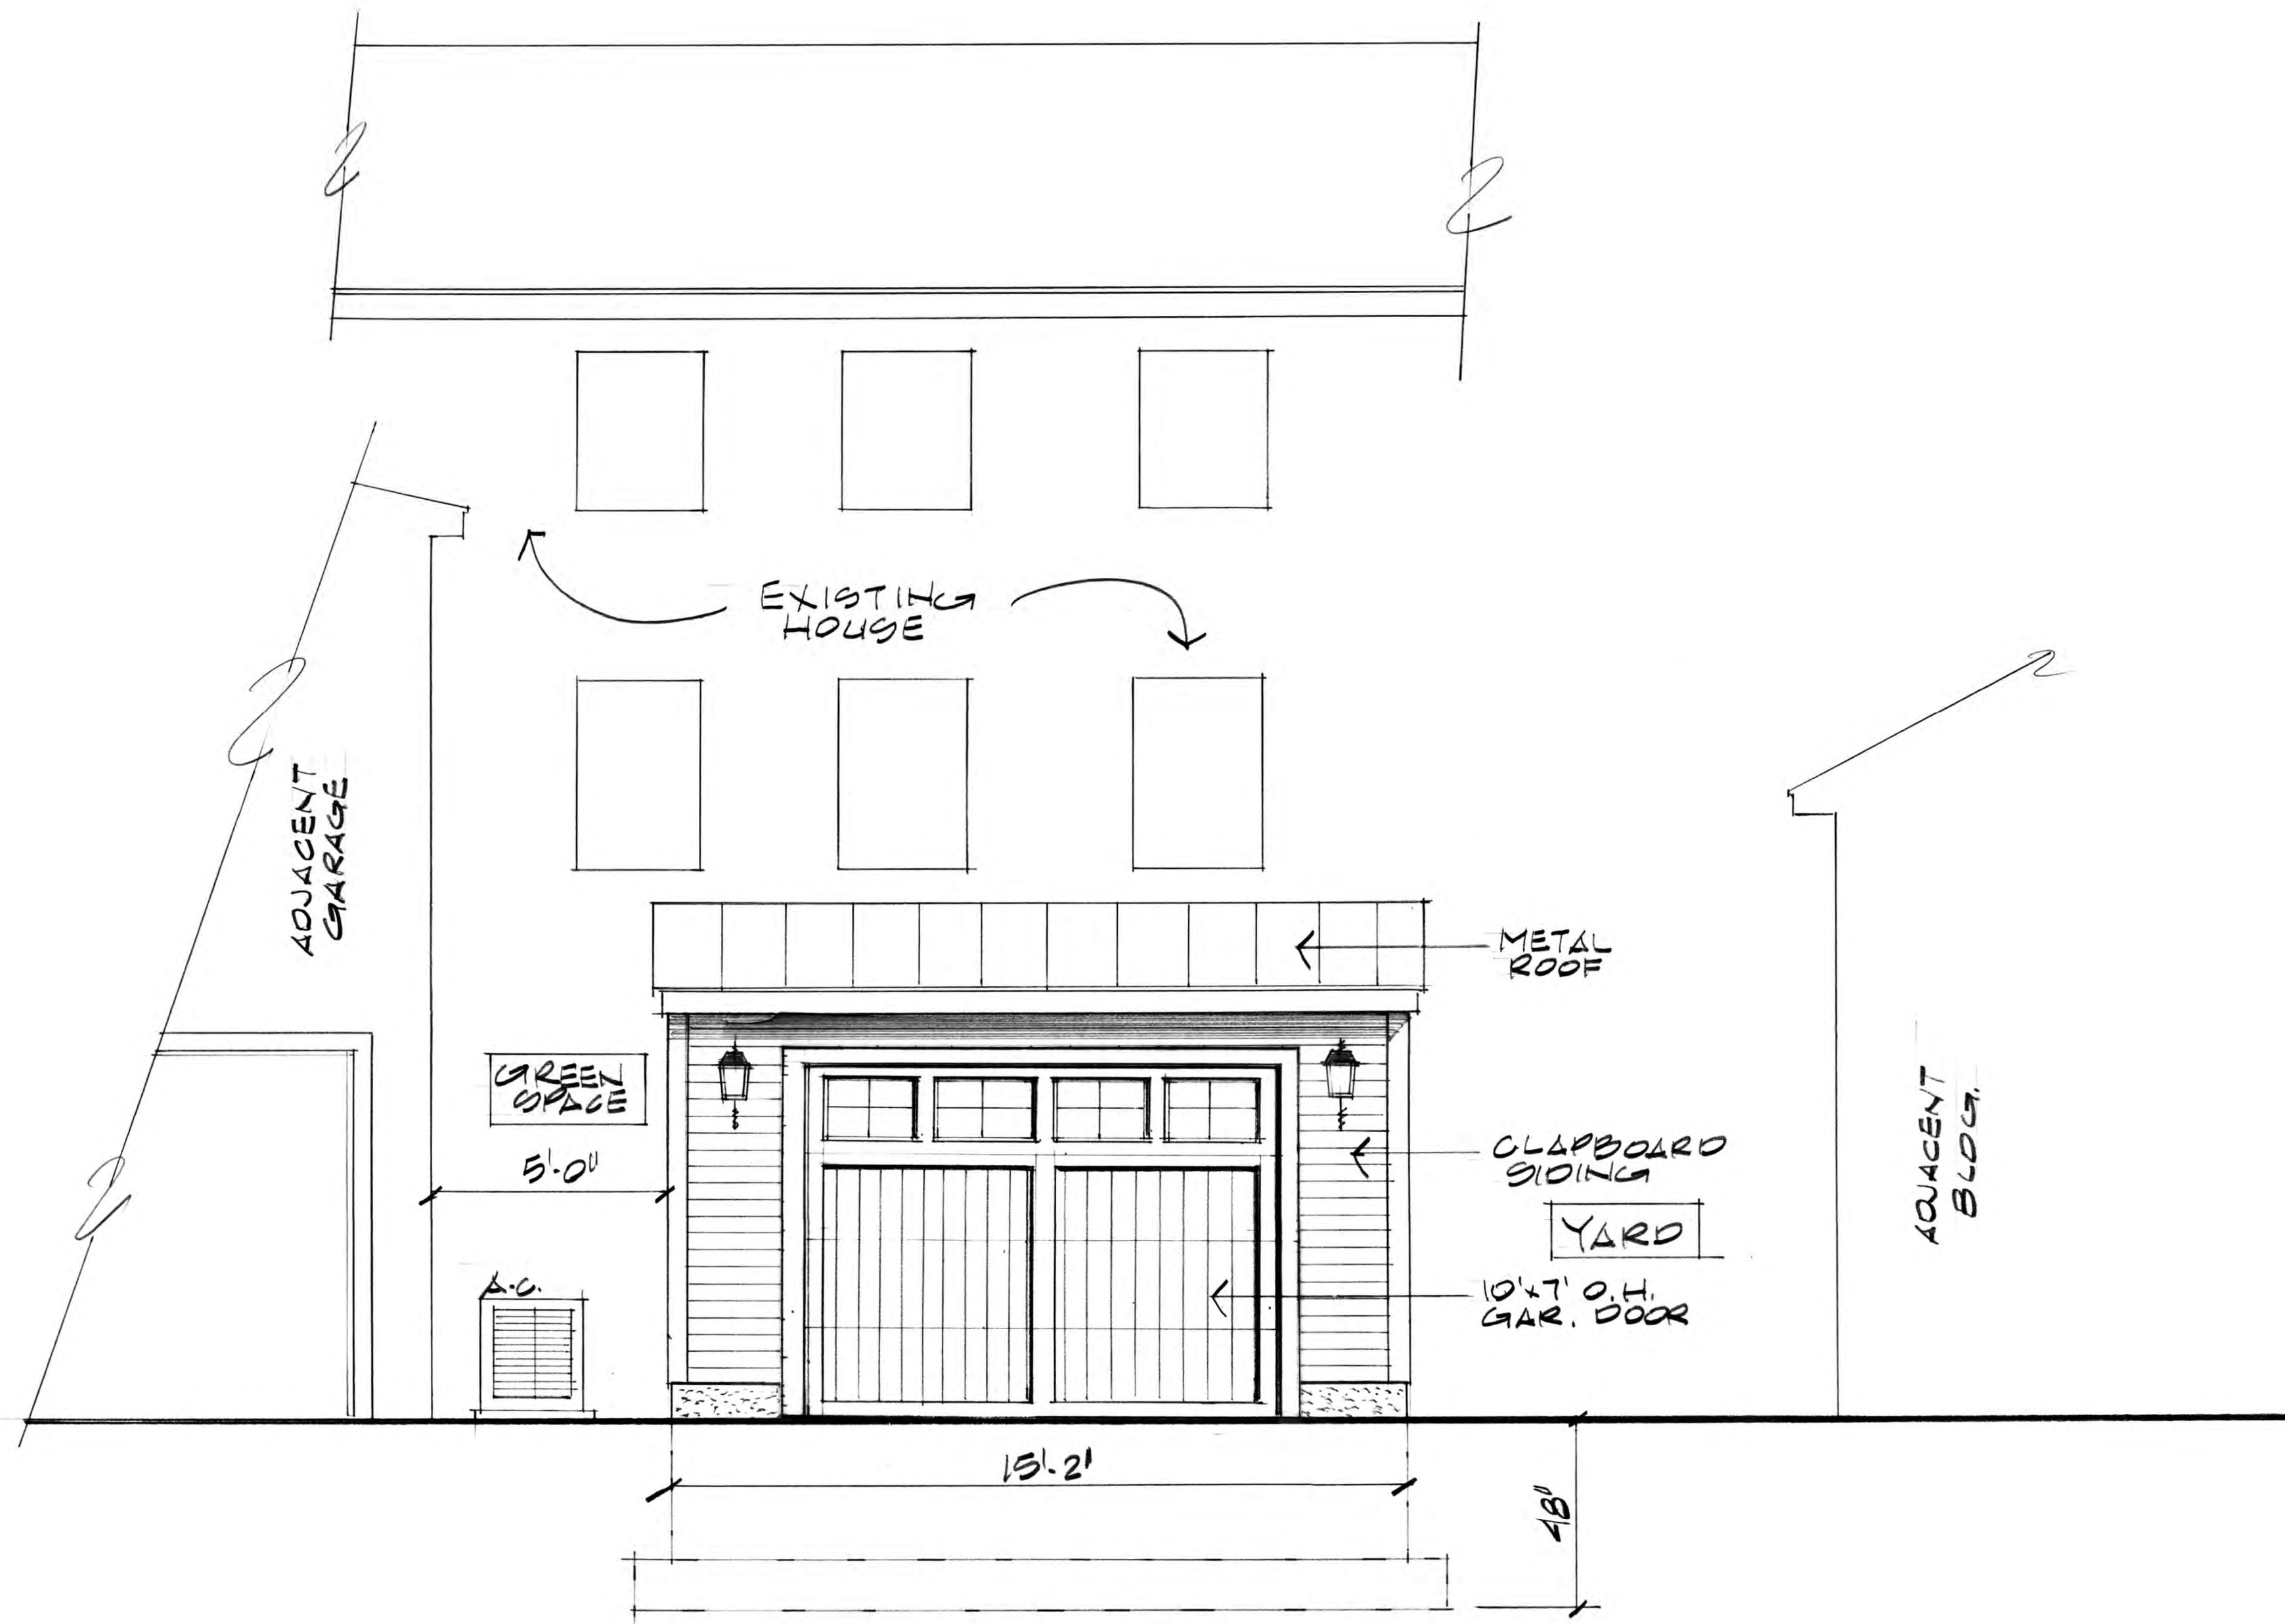 EXISTING
HOUSE
ADJACENT
GARAGE
METAL
ROOF
GREEN
SPACE
5'-0"
CLAPBOARD
SIDING
YARD
ADJACENT
BLDG.
A.C.
10'x7' O.H.
GAR. DOOR
15'-2"
48"